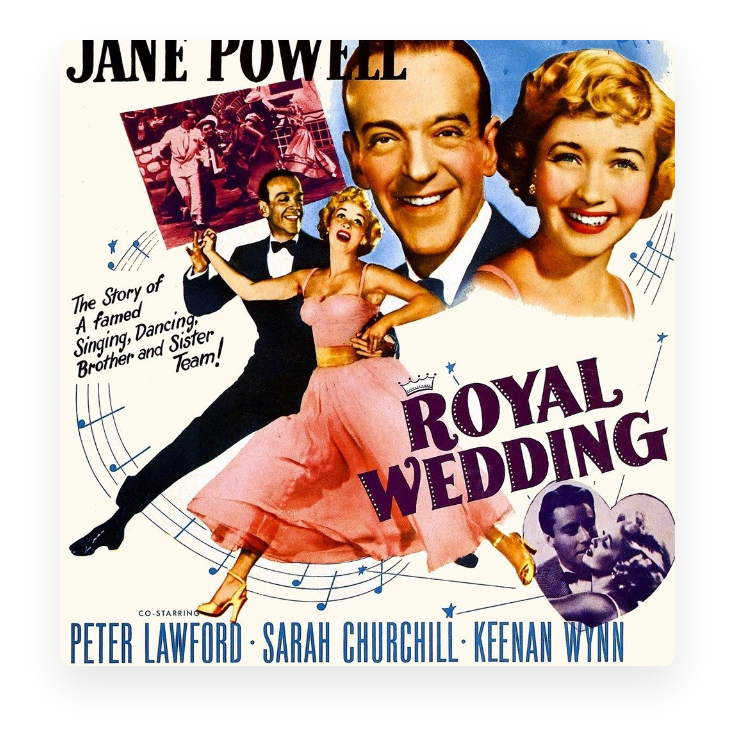 JANE POWELL
The Story of
A famed
Singing, Dancing,
Brother and Sister
Team!
ROYAL
WEDDING
CO-STARRING
PETER LAWFORD · SARAH CHURCHILL · KEENAN WYNN